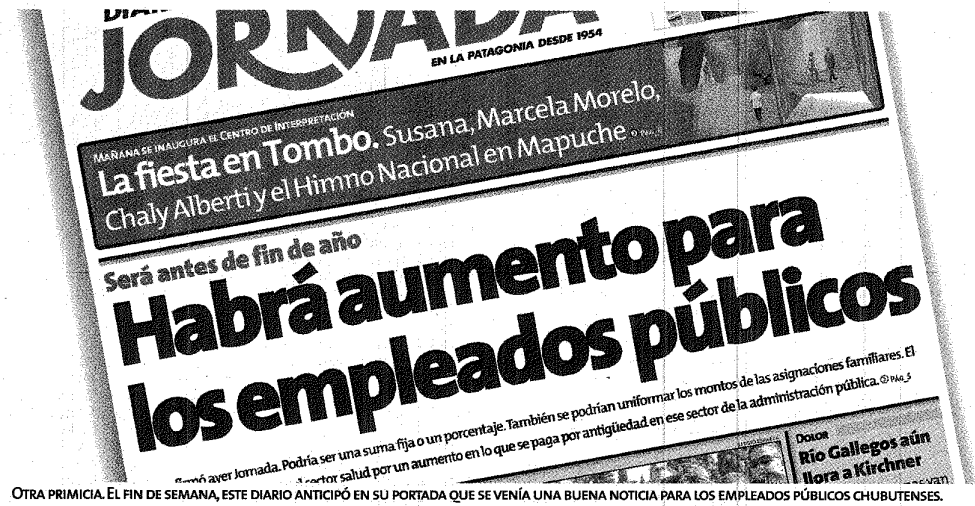 DIARIO
JORNADA
EN LA PATAGONIA DESDE 1954
MAÑANA SE INAUGURA EL CENTRO DE INTERPRETACIÓN
La fiesta en Tombo. Susana, Marcela Morelo,
Chaly Alberti y el Himno Nacional en Mapuche
Será antes de fin de año
Habrá aumento para
los empleados públicos
ayer Jornada. Podría ser una suma fija o un porcentaje. También se podrían uniformar los montos de las asignaciones familiares. El
sector salud por un aumento en lo que se paga por antigüedad en ese sector de la administración pública. PÁG_5
DOLOR
Río Gallegos aún
llora a Kirchner
OTRA PRIMICIA. EL FIN DE SEMANA, ESTE DIARIO ANTICIPÓ EN SU PORTADA QUE SE VENÍA UNA BUENA NOTICIA PARA LOS EMPLEADOS PÚBLICOS CHUBUTENSES.